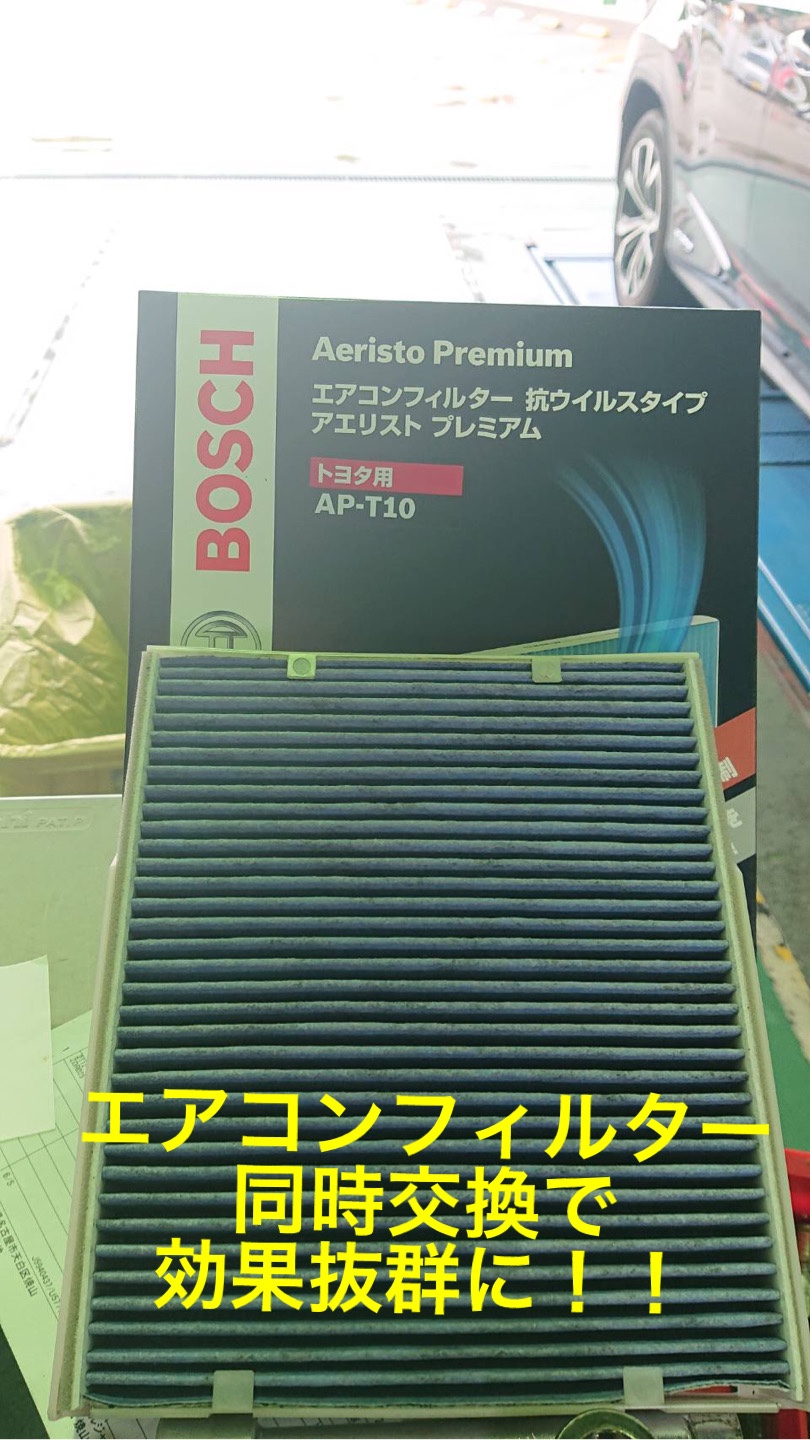 BOSCH
Aeristo Premium
エアコンフィルター 抗ウイルスタイプ
アエリスト プレミアム
トヨタ用
AP-T10
エアコンフィルター
同時交換で
効果抜群に！！